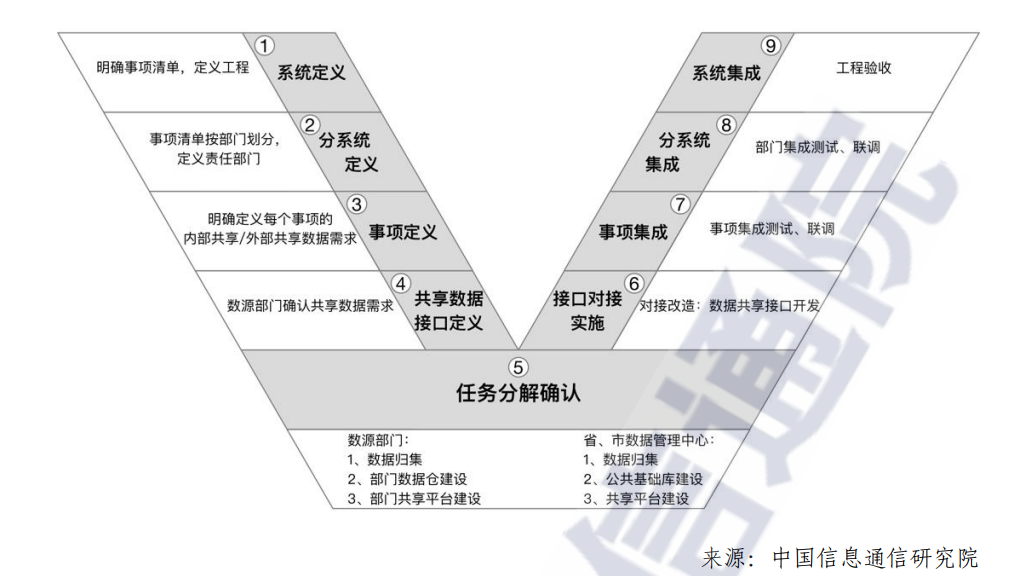 明确事项清单，定义工程
①
系统定义
事项清单按部门划分，
定义责任部门
②
分系统
定义
明确定义每个事项的
内部共享/外部共享数据需求
③
事项定义
数源部门确认共享数据需求
④
共享数据
接口定义
⑤
任务分解确认
数源部门：
1、数据归集
2、部门数据仓建设
3、部门共享平台建设
省、市数据管理中心：
1、数据归集
2、公共基础库建设
3、共享平台建设
⑥
接口对接
实施
对接改造：数据共享接口开发
⑦
事项集成
事项集成测试、联调
⑧
分系统
集成
部门集成测试、联调
⑨
系统集成
工程验收
信通院
来源：中国信息通信研究院